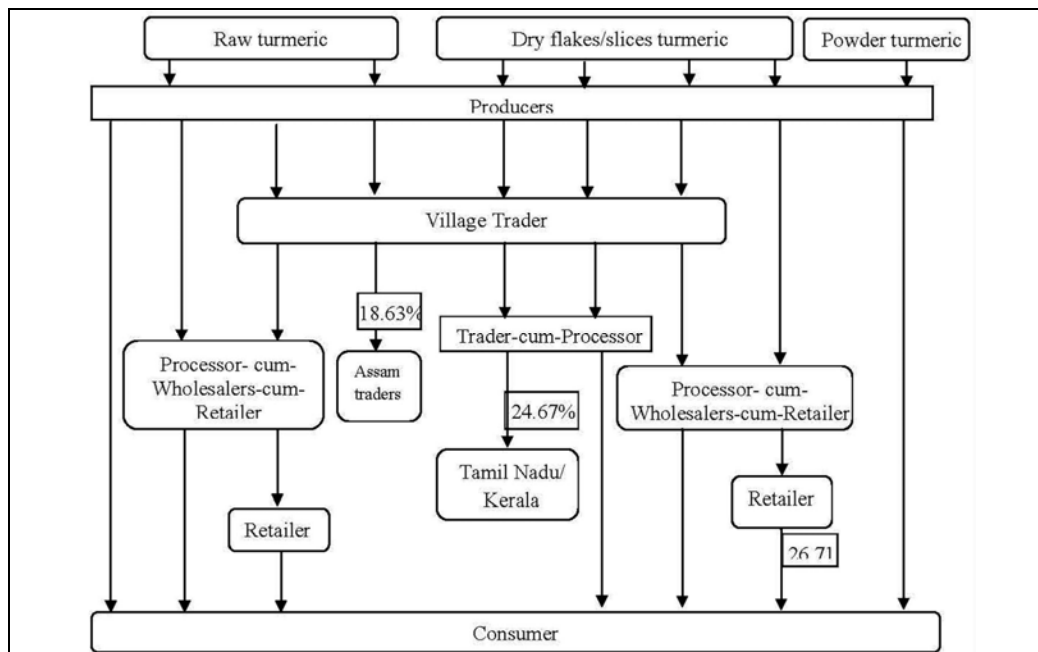 Raw turmeric
Dry flakes/slices turmeric
Powder turmeric
Producers
Village Trader
18.63%
Trader-cum-Processor
Processor- cum-
Wholesalers-cum-
Retailer
Assam
traders
24.67%
Processor- cum-
Wholesalers-cum-Retailer
Tamil Nadu/
Kerala
Retailer
Retailer
26.71
Consumer